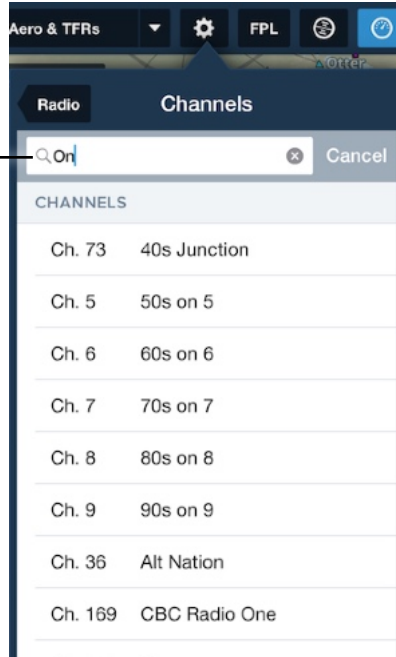 Aero & TFRs FPL
Otter
Radio Channels
On Cancel
CHANNELS
Ch. 73 40s Junction
Ch. 5 50s on 5
Ch. 6 60s on 6
Ch. 7 70s on 7
Ch. 8 80s on 8
Ch. 9 90s on 9
Ch. 36 Alt Nation
Ch. 169 CBC Radio One